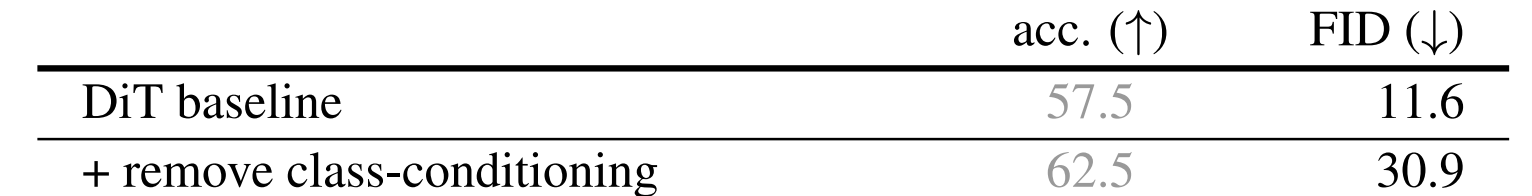 acc. (↑) FID (↓)
DiT baseline 57.5 11.6
+ remove class-conditioning 62.5 30.9